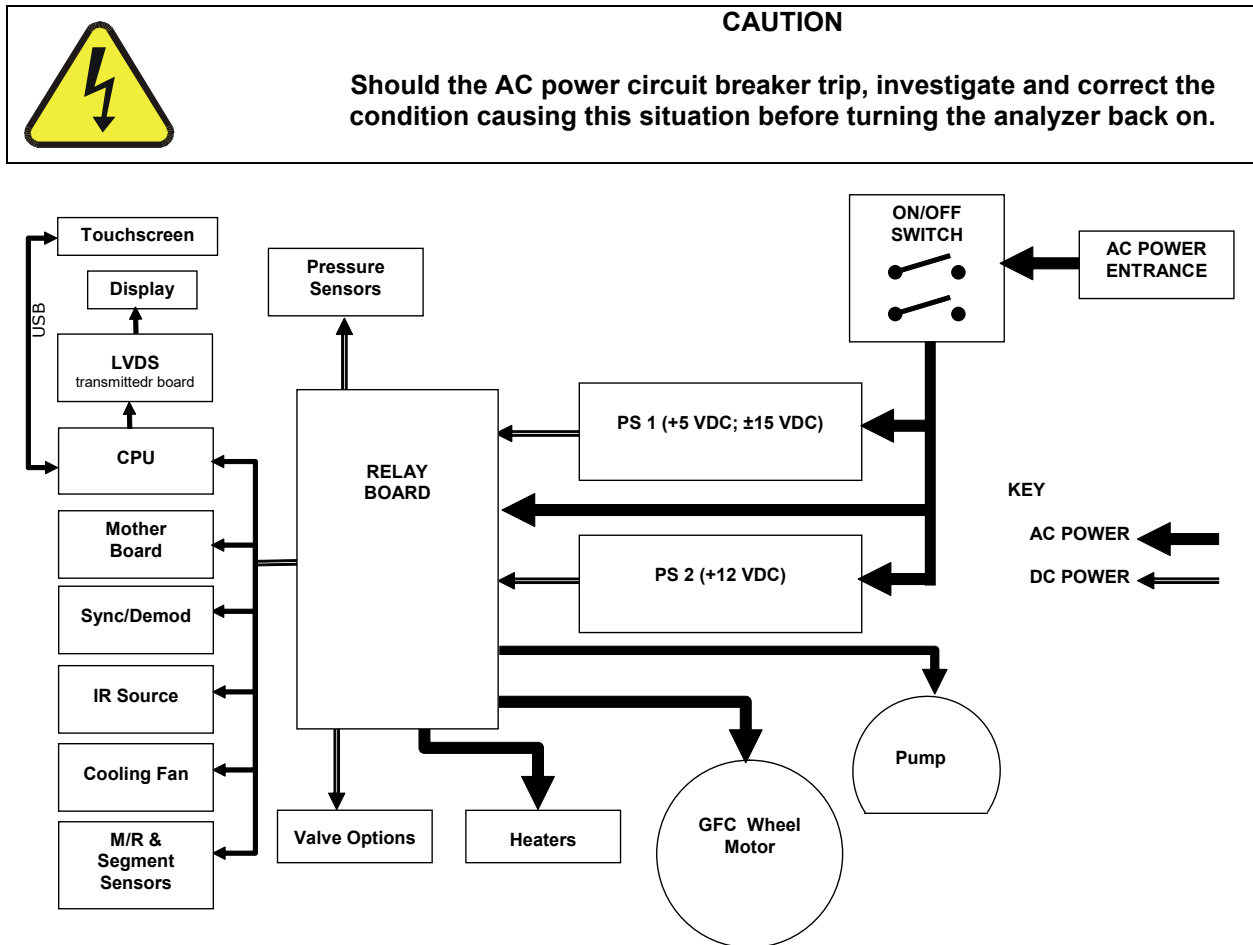 CAUTION
Should the AC power circuit breaker trip, investigate and correct the
condition causing this situation before turning the analyzer back on.
ON/OFF
SWITCH
AC POWER
ENTRANCE
Touchscreen
Pressure
Sensors
Display
USB
LVDS
transmittedr board
PS 1 (+5 VDC; ±15 VDC)
CPU
RELAY
BOARD
KEY
AC POWER
DC POWER
Mother
Board
PS 2 (+12 VDC)
Sync/Demod
IR Source
Cooling Fan
Pump
M/R &
Segment
Sensors
Valve Options
Heaters
GFC Wheel
Motor